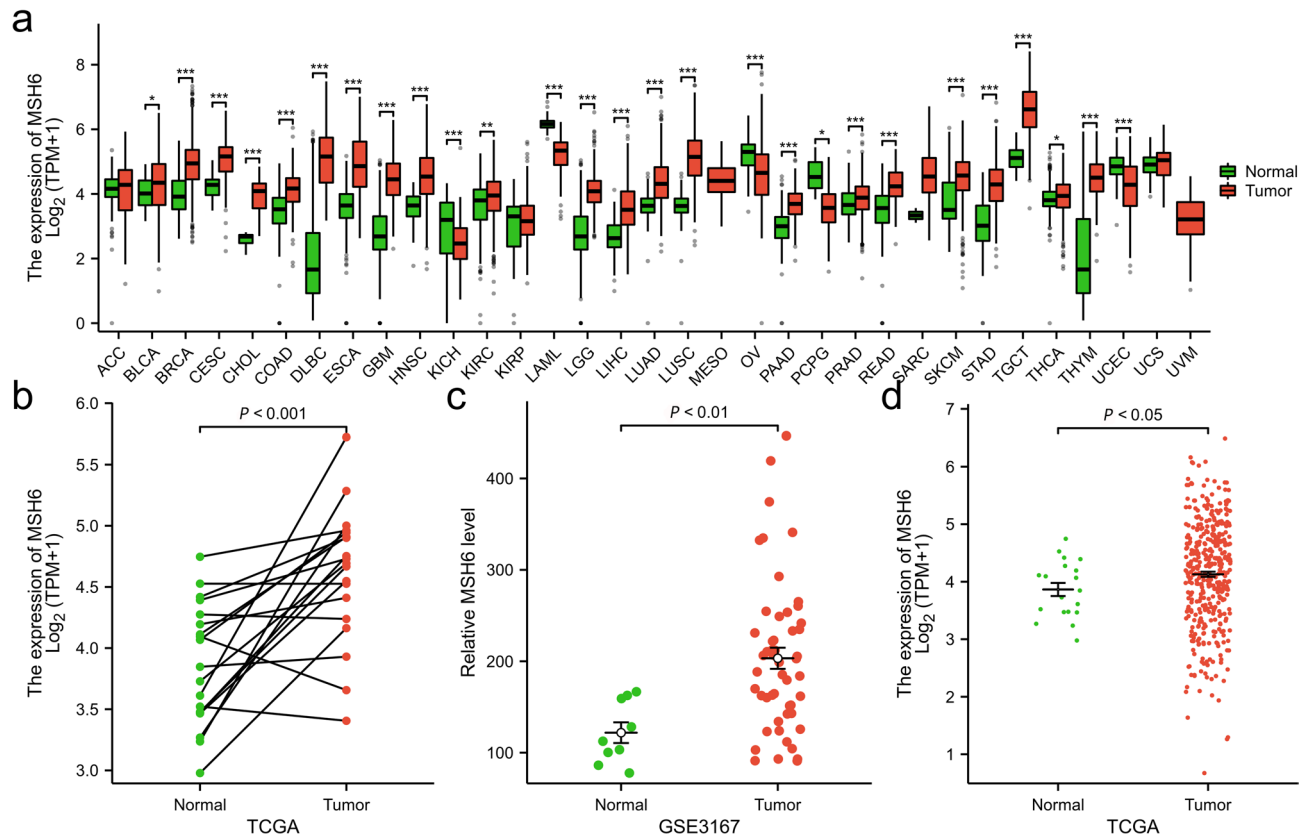 a
The expression of MSH6
Log2 (TPM+1)
8
6
4
2
0
* *** *** *** *** *** *** *** *** *** ** *** *** *** *** *** *** *** * *** *** *** *** *** * *** ***
Normal
Tumor
ACC BLCA BRCA CESC CHOL COAD DLBC ESCA GBM HNSC KICH KIRC KIRP LAML LGG LIHC LUAD LUSC MESO OV PAAD PCPG PRAD READ SARC SKCM STAD TGCT THCA THYM UCEC UCS UVM
b
The expression of MSH6
Log2 (TPM+1)
6.0
5.5
5.0
4.5
4.0
3.5
3.0
P < 0.001
Normal Tumor
TCGA
c
Relative MSH6 level
400
300
200
100
P < 0.01
Normal Tumor
GSE3167
d
The expression of MSH6
Log2 (TPM+1)
7
6
5
4
3
2
1
P < 0.05
Normal Tumor
TCGA